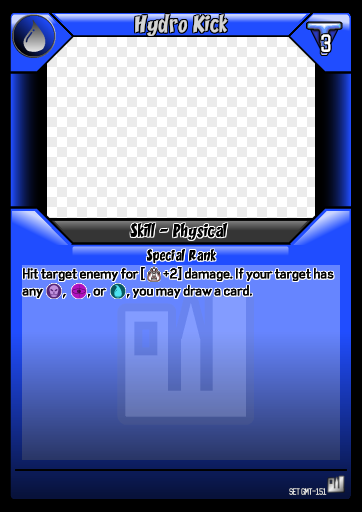 Hydro Kick
3
Skill - Physical
Special Rank
Hit target enemy for [ +2] damage. If your target has
any , , or , you may draw a card.
SET GMT-151